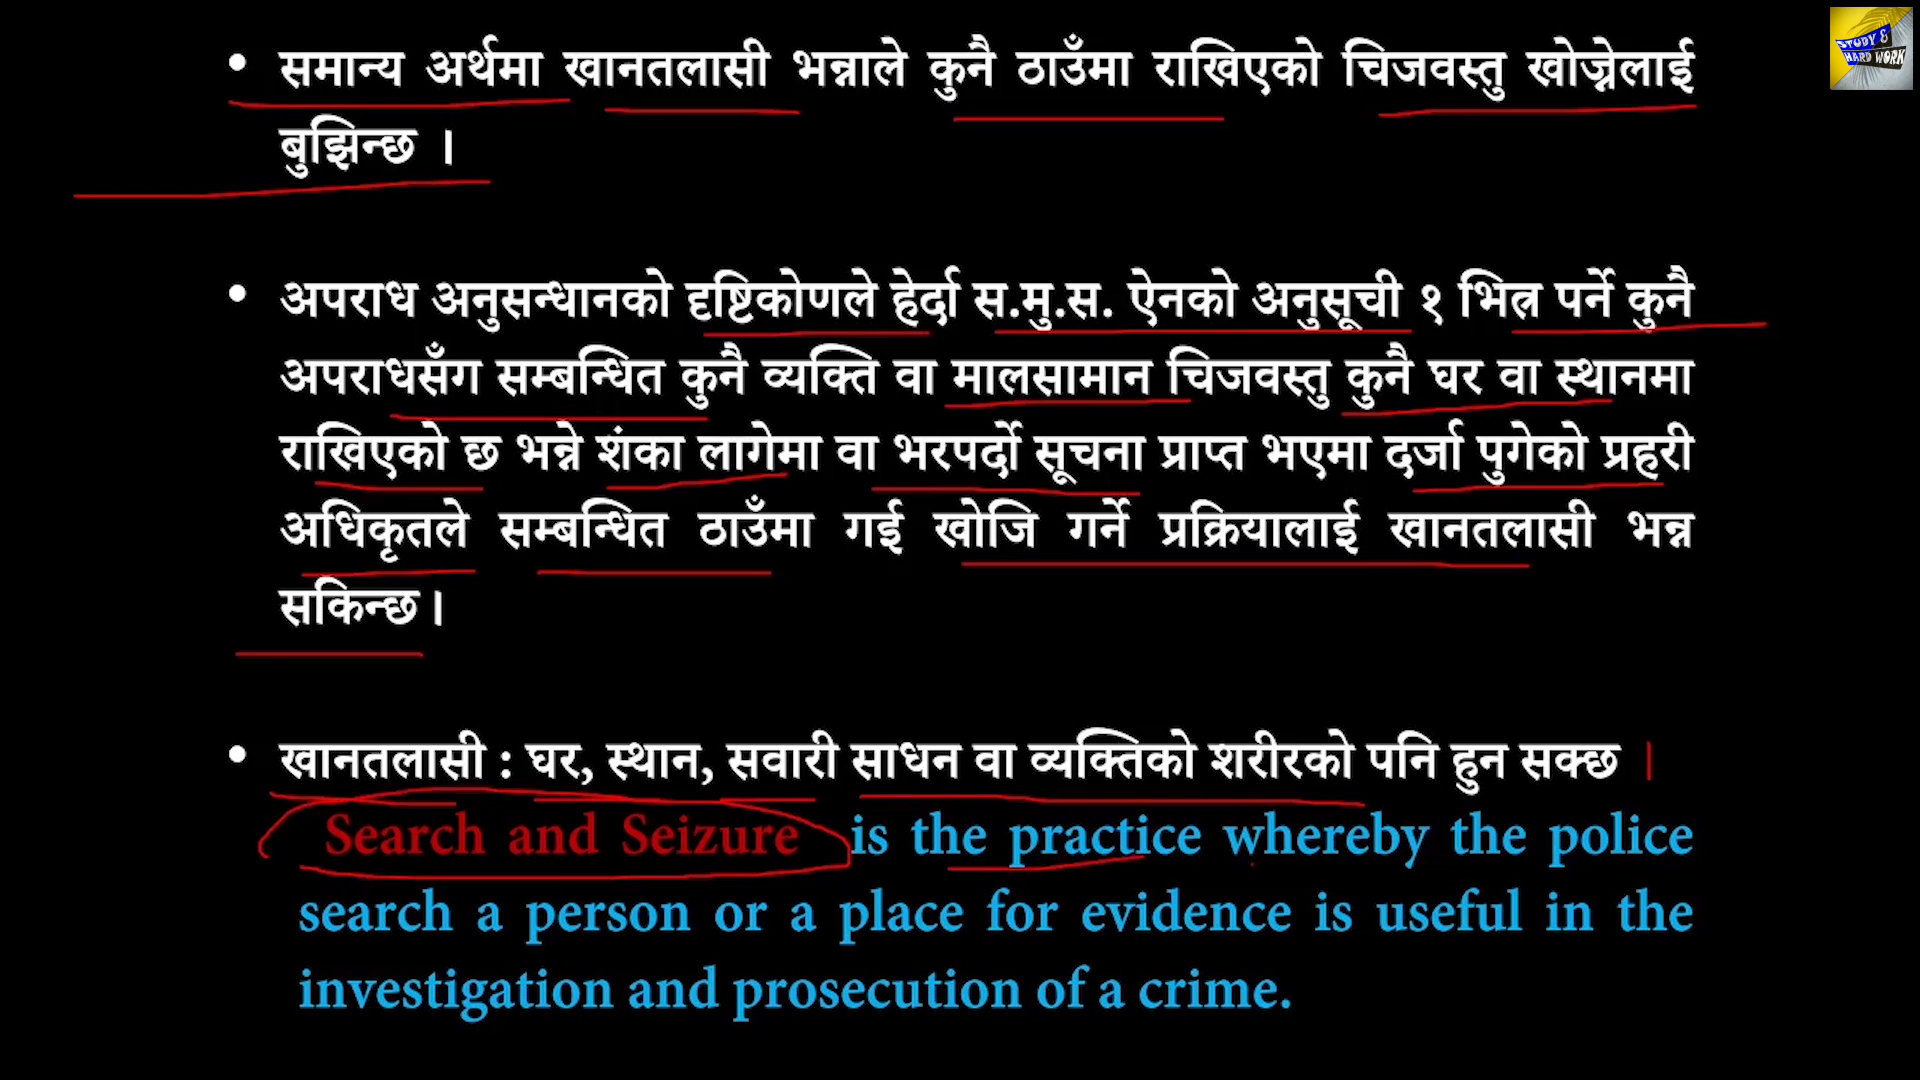 STUDY &
HARD WORK
• समान्य अर्थमा खानतलासी भन्नाले कुनै ठाउँमा राखिएको चिजवस्तु खोज्नेलाई
बुझिन्छ ।
• अपराध अनुसन्धानको दृष्टिकोणले हेर्दा स.मु.स. ऐनको अनुसूची १ भित्र पर्ने कुनै
अपराधसँग सम्बन्धित कुनै व्यक्ति वा मालसामान चिजवस्तु कुनै घर वा स्थानमा
राखिएको छ भन्ने शंका लागेमा वा भरपर्दो सूचना प्राप्त भएमा दर्जा पुगेको प्रहरी
अधिकृतले सम्बन्धित ठाउँमा गई खोजि गर्ने प्रक्रियालाई खानतलासी भन्न
सकिन्छ।
• खानतलासी : घर, स्थान, सवारी साधन वा व्यक्तिको शरीरको पनि हुन सक्छ ।
Search and Seizure is the practice whereby the police
search a person or a place for evidence is useful in the
investigation and prosecution of a crime.